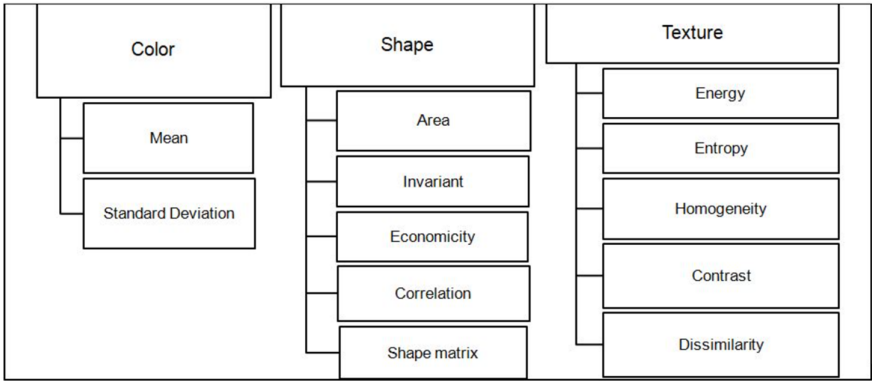 Color
Mean
Standard Deviation
Shape
Area
Invariant
Economicity
Correlation
Shape matrix
Texture
Energy
Entropy
Homogeneity
Contrast
Dissimilarity